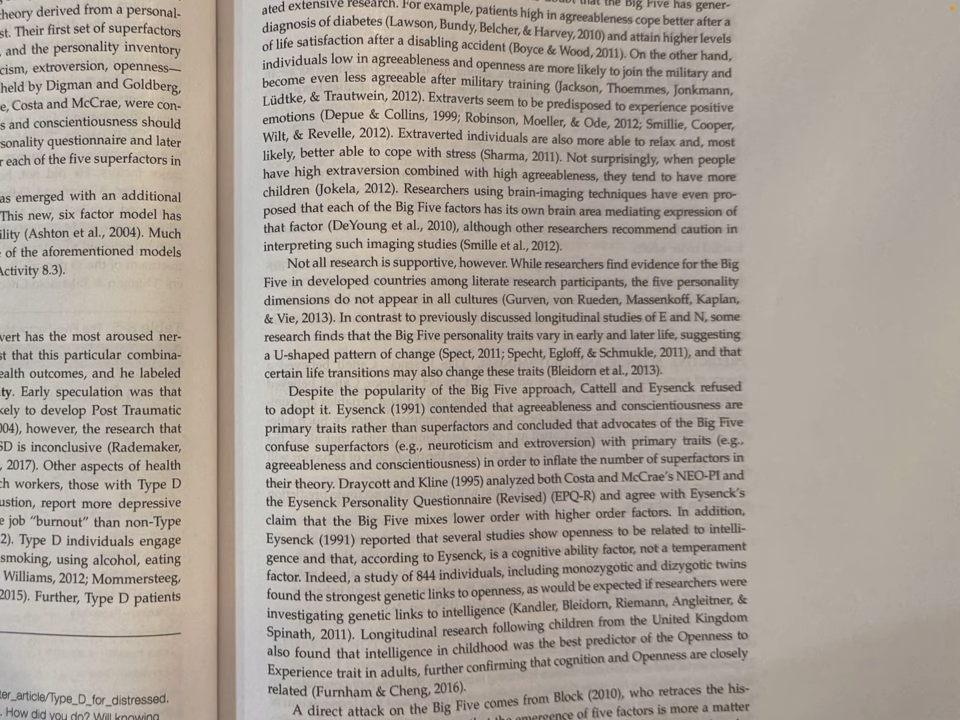 heory derived from a personal-
st. Their first set of superfactors
, and the personality inventory
cism, extroversion, openness—
held by Digman and Goldberg,
e, Costa and McCrae, were con-
s and conscientiousness should
sonality questionnaire and later
r each of the five superfactors in
as emerged with an additional
This new, six factor model has
ility (Ashton et al., 2004). Much
of the aforementioned models
Activity 8.3).
vert has the most aroused ner-
st that this particular combina-
ealth outcomes, and he labeled
ty. Early speculation was that
kely to develop Post Traumatic
004), however, the research that
SD is inconclusive (Rademaker,
, 2017). Other aspects of health
ch workers, those with Type D
ustion, report more depressive
e job "burnout" than non-Type
2). Type D individuals engage
smoking, using alcohol, eating
Williams, 2012; Mommersteeg,
2015). Further, Type D patients
ter_article/Type_D_for_distressed.
. How did you do? Will knowing
that the Big Five has gener-
ated extensive research. For example, patients high in agreeableness cope better after a
diagnosis of diabetes (Lawson, Bundy, Belcher, & Harvey, 2010) and attain higher levels
of life satisfaction after a disabling accident (Boyce & Wood, 2011). On the other hand,
individuals low in agreeableness and openness are more likely to join the military and
become even less agreeable after military training (Jackson, Thoemmes, Jonkmann,
Lüdtke, & Trautwein, 2012). Extraverts seem to be predisposed to experience positive
emotions (Depue & Collins, 1999; Robinson, Moeller, & Ode, 2012; Smillie, Cooper,
Wilt, & Revelle, 2012). Extraverted individuals are also more able to relax and, most
likely, better able to cope with stress (Sharma, 2011). Not surprisingly, when people
have high extraversion combined with high agreeableness, they tend to have more
children (Jokela, 2012). Researchers using brain-imaging techniques have even pro-
posed that each of the Big Five factors has its own brain area mediating expression of
that factor (DeYoung et al., 2010), although other researchers recommend caution in
interpreting such imaging studies (Smille et al., 2012).
Not all research is supportive, however. While researchers find evidence for the Big
Five in developed countries among literate research participants, the five personality
dimensions do not appear in all cultures (Gurven, von Rueden, Massenkoff, Kaplan,
& Vie, 2013). In contrast to previously discussed longitudinal studies of E and N, some
research finds that the Big Five personality traits vary in early and later life, suggesting
a U-shaped pattern of change (Spect, 2011; Specht, Egloff, & Schmukle, 2011), and that
certain life transitions may also change these traits (Bleidorn et al., 2013).
Despite the popularity of the Big Five approach, Cattell and Eysenck refused
to adopt it. Eysenck (1991) contended that agreeableness and conscientiousness are
primary traits rather than superfactors and concluded that advocates of the Big Five
confuse superfactors (e.g., neuroticism and extroversion) with primary traits (e.g.,
agreeableness and conscientiousness) in order to inflate the number of superfactors in
their theory. Draycott and Kline (1995) analyzed both Costa and McCrae's NEO-PI and
the Eysenck Personality Questionnaire (Revised) (EPQ-R) and agree with Eysenck's
claim that the Big Five mixes lower order with higher order factors. In addition,
Eysenck (1991) reported that several studies show openness to be related to intelli-
gence and that, according to Eysenck, is a cognitive ability factor, not a temperament
factor. Indeed, a study of 844 individuals, including monozygotic and dizygotic twins
found the strongest genetic links to openness, as would be expected if researchers were
investigating genetic links to intelligence (Kandler, Bleidorn, Riemann, Angleitner, &
Spinath, 2011). Longitudinal research following children from the United Kingdom
also found that intelligence in childhood was the best predictor of the Openness to
Experience trait in adults, further confirming that cognition and Openness are closely
related (Furnham & Cheng, 2016).
A direct attack on the Big Five comes from Block (2010), who retraces the his-
emergence of five factors is more a matter